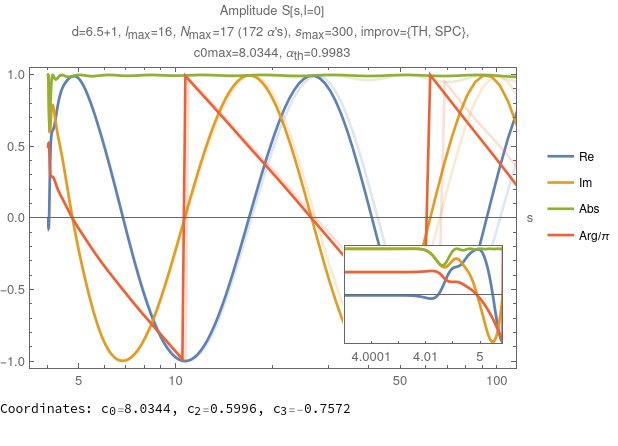 Amplitude S[s,l=0]
d=6.5+1, lmax=16, Nmax=17 (172 α's), smax=300, improv={TH, SPC},
c0max=8.0344, αth=0.9983
1.0
0.5
0.0
−0.5
−1.0
5
10
50
100
s
4.0001
4.01
5
Re
Im
Abs
Arg/π
Coordinates: c0=8.0344, c2=0.5996, c3=-0.7572